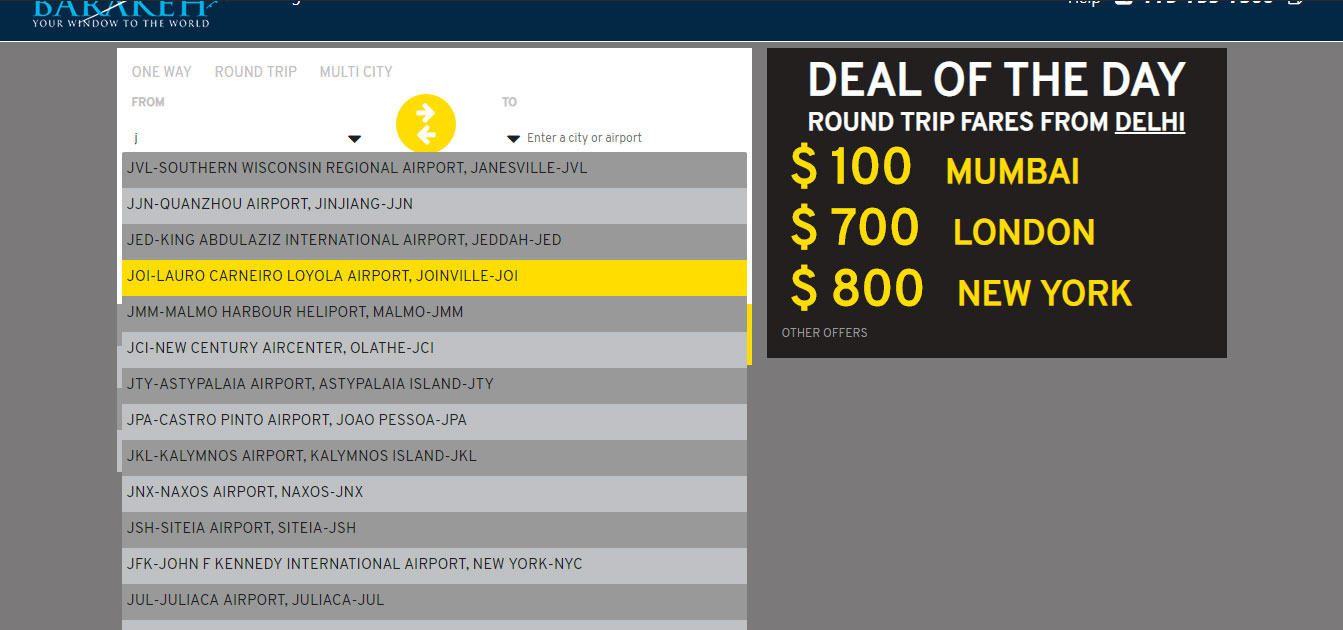 BARAKEH
YOUR WINDOW TO THE WORLD
Help
ONE WAY ROUND TRIP MULTI CITY
FROM
TO
j
Enter a city or airport
JVL-SOUTHERN WISCONSIN REGIONAL AIRPORT, JANESVILLE-JVL
JJN-QUANZHOU AIRPORT, JINJIANG-JJN
JED-KING ABDULAZIZ INTERNATIONAL AIRPORT, JEDDAH-JED
JOI-LAURO CARNEIRO LOYOLA AIRPORT, JOINVILLE-JOI
JMM-MALMO HARBOUR HELIPORT, MALMO-JMM
JCI-NEW CENTURY AIRCENTER, OLATHE-JCI
JTY-ASTYPALAIA AIRPORT, ASTYPALAIA ISLAND-JTY
JPA-CASTRO PINTO AIRPORT, JOAO PESSOA-JPA
JKL-KALYMNOS AIRPORT, KALYMNOS ISLAND-JKL
JNX-NAXOS AIRPORT, NAXOS-JNX
JSH-SITEIA AIRPORT, SITEIA-JSH
JFK-JOHN F KENNEDY INTERNATIONAL AIRPORT, NEW YORK-NYC
JUL-JULIACA AIRPORT, JULIACA-JUL
DEAL OF THE DAY
ROUND TRIP FARES FROM DELHI
$ 100 MUMBAI
$ 700 LONDON
$ 800 NEW YORK
OTHER OFFERS